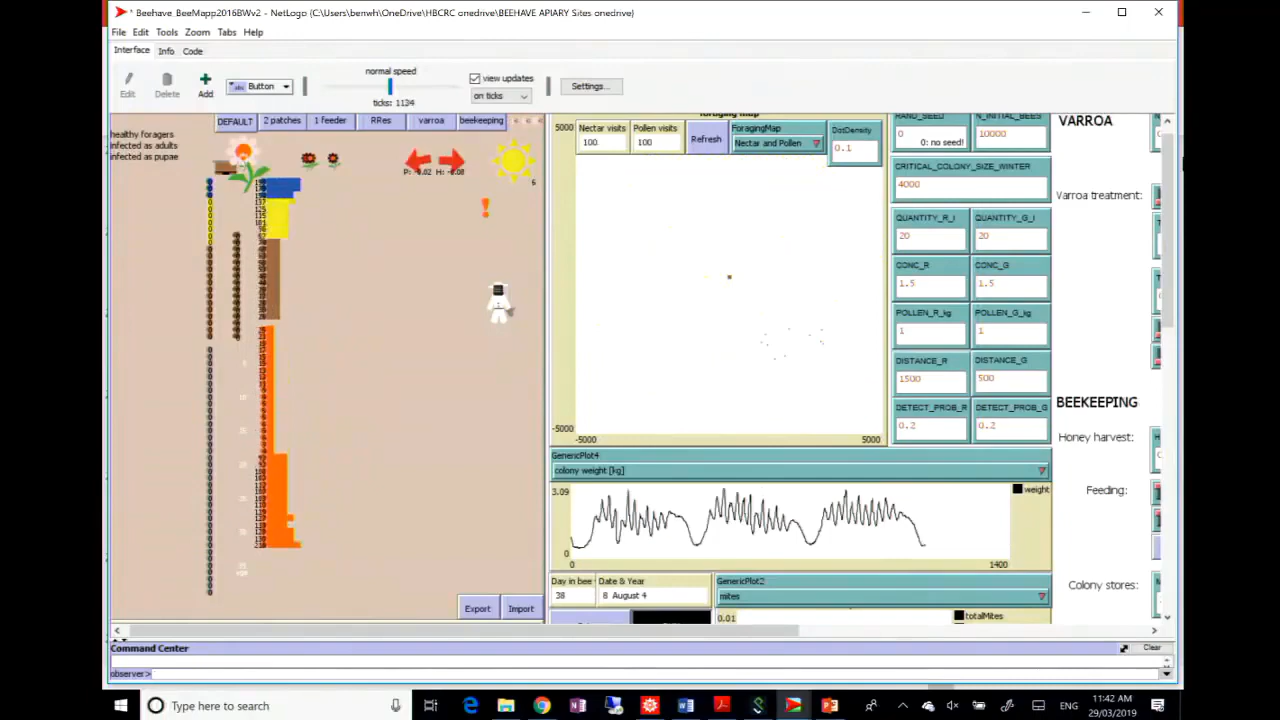 Beehave_BeeMapp2016BWv2 - NetLogo {C:\Users\benwh\OneDrive\HBCRC onedrive\BEEHAVE APIARY Sites onedrive}
File Edit Tools Zoom Tabs Help
Interface Info Code
Edit Delete Add Button
normal speed
ticks: 1134
view updates
on ticks
Settings...
DEFAULT 2 patches 1 feeder RRes varroa beekeeping
healthy foragers
infected as adults
infected as pupae
P: -0.02 H: -0.08
6
Export Import
foraging map
5000
Nectar visits
100
Pollen visits
100
Refresh
ForagingMap
Nectar and Pollen
DotDensity
0.1
-5000
-5000 5000
RAND_SEED
0
0: no seed!
N_INITIAL_BEES
10000
CRITICAL_COLONY_SIZE_WINTER
4000
QUANTITY_R_l
20
QUANTITY_G_l
20
CONC_R
1.5
CONC_G
1.5
POLLEN_R_kg
1
POLLEN_G_kg
1
DISTANCE_R
1500
DISTANCE_G
500
DETECT_PROB_R
0.2
DETECT_PROB_G
0.2
VARROA
Varroa treatment:
BEEKEEPING
Honey harvest:
Feeding:
Colony stores:
GenericPlot4
colony weight [kg]
3.09
0
0 1400
weight
Day in bee
38
Date & Year
8 August 4
GenericPlot2
mites
0.01
totalMites
Command Center
Clear
observer>
Type here to search
ENG
11:42 AM
29/03/2019